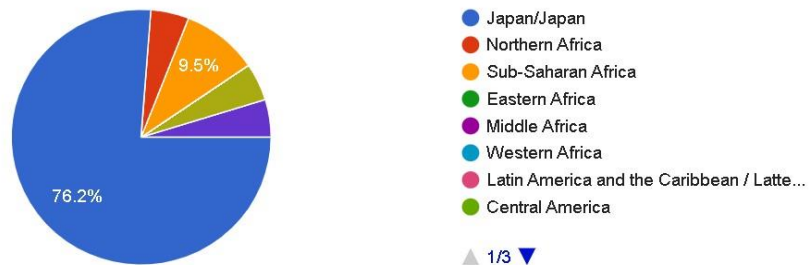 9.5%
76.2%
Japan/Japan
Northern Africa
Sub-Saharan Africa
Eastern Africa
Middle Africa
Western Africa
Latin America and the Caribbean / Latte...
Central America
1/3